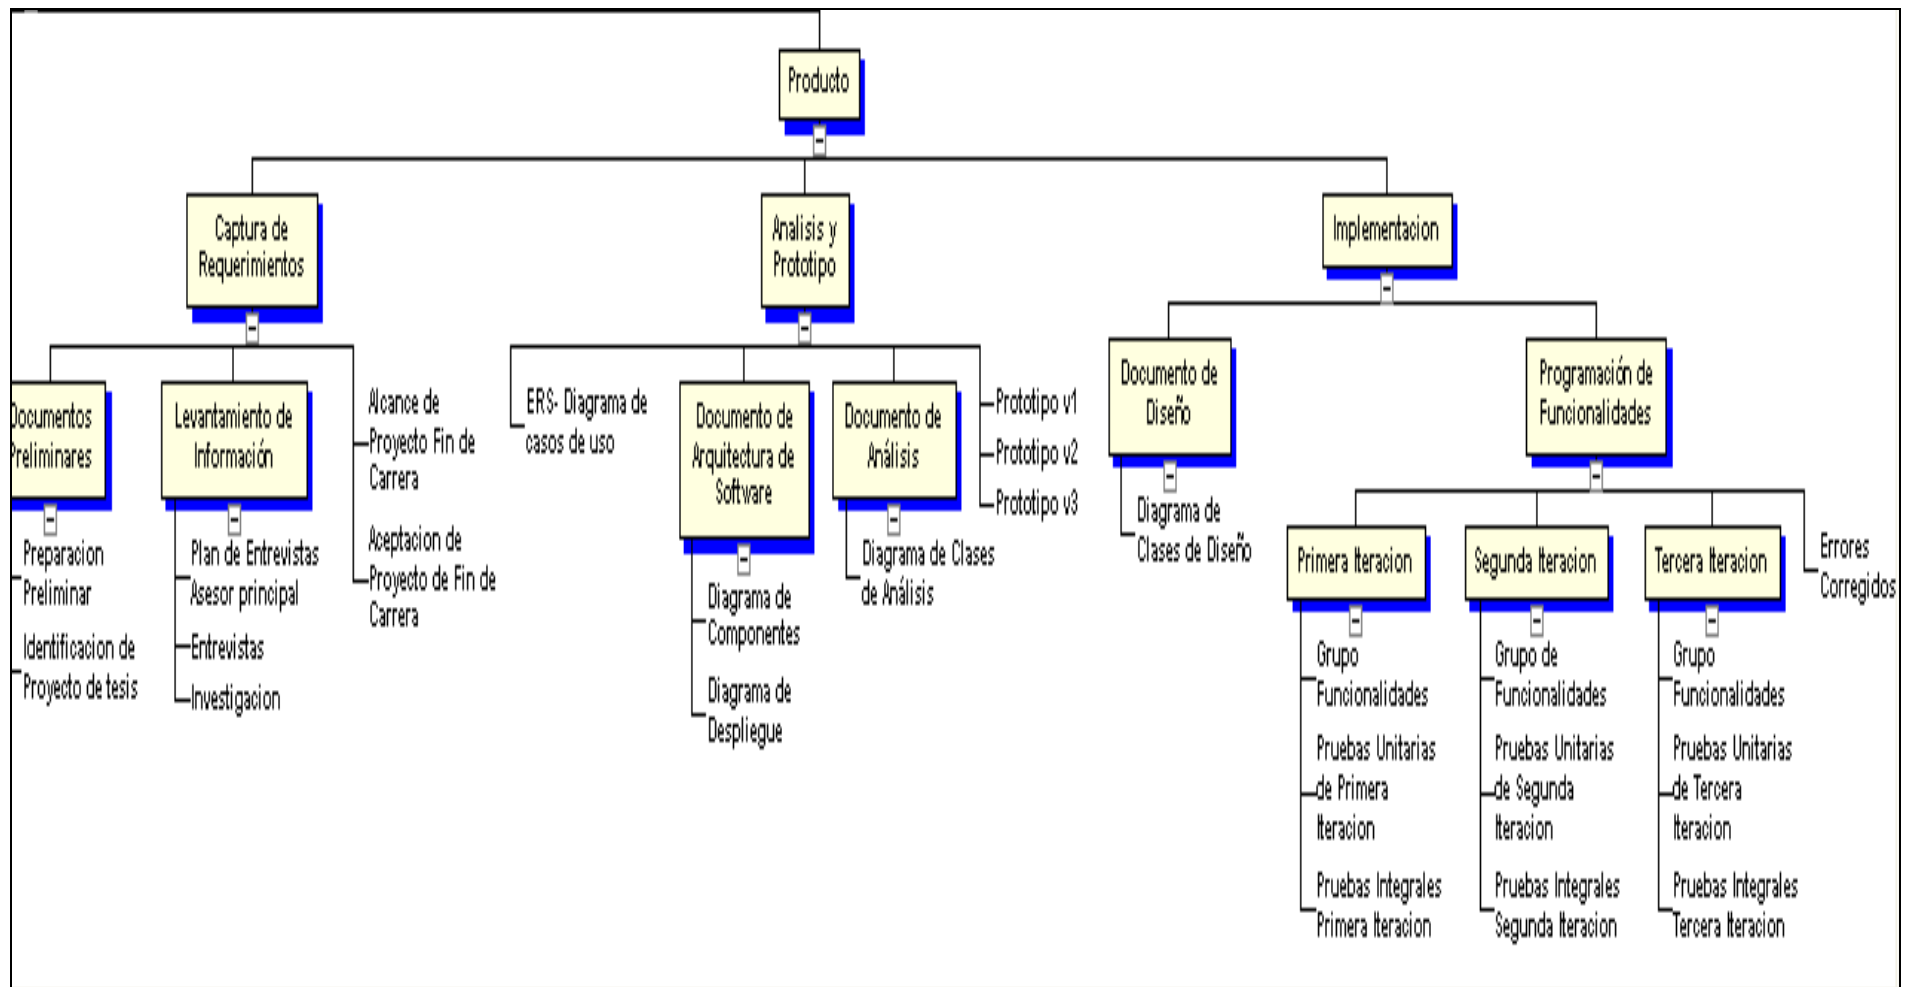 Producto
Captura de
Requerimientos
Analisis y
Prototipo
Implementacion
Documentos
Preliminares
Preparacion
Preliminar
Identificacion de
Proyecto de tesis
Levantamiento de
Información
Plan de Entrevistas
Asesor principal
Entrevistas
Investigacion
Alcance de
Proyecto Fin de
Carrera
Aceptacion de
Proyecto de Fin de
Carrera
ERS- Diagrama de
casos de uso
Documento de
Arquitectura de
Software
Diagrama de
Componentes
Diagrama de
Despliegue
Documento de
Análisis
Diagrama de Clases
de Análisis
Prototipo v1
Prototipo v2
Prototipo v3
Documento de
Diseño
Diagrama de
Clases de Diseño
Programación de
Funcionalidades
Primera Iteracion
Grupo
Funcionalidades
Pruebas Unitarias
de Primera
Iteracion
Pruebas Integrales
Primera Iteracion
Segunda Iteracion
Grupo de
Funcionalidades
Pruebas Unitarias
de Segunda
Iteracion
Pruebas Integrales
Segunda Iteracion
Tercera Iteracion
Grupo
Funcionalidades
Pruebas Unitarias
de Tercera
Iteracion
Pruebas Integrales
Tercera Iteracion
Errores
Corregidos